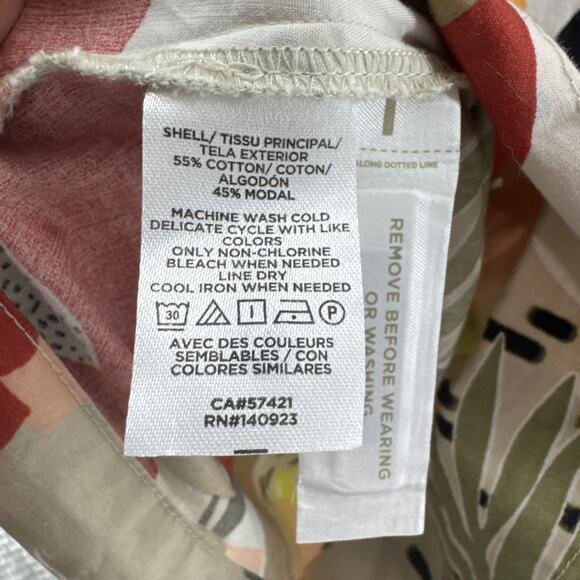 SHELL/ TISSU PRINCIPAL/
TELA EXTERIOR
55% COTTON/ COTON/
ALGODÓN
45% MODAL
MACHINE WASH COLD
DELICATE CYCLE WITH LIKE
COLORS
ONLY NON-CHLORINE
BLEACH WHEN NEEDED
LINE DRY
COOL IRON WHEN NEEDED
30 P
AVEC DES COULEURS
SEMBLABLES / CON
COLORES SIMILARES
CA#57421
RN#140923
ALONG DOTTED LINE
REMOVE BEFORE WEARING
OR WASHING